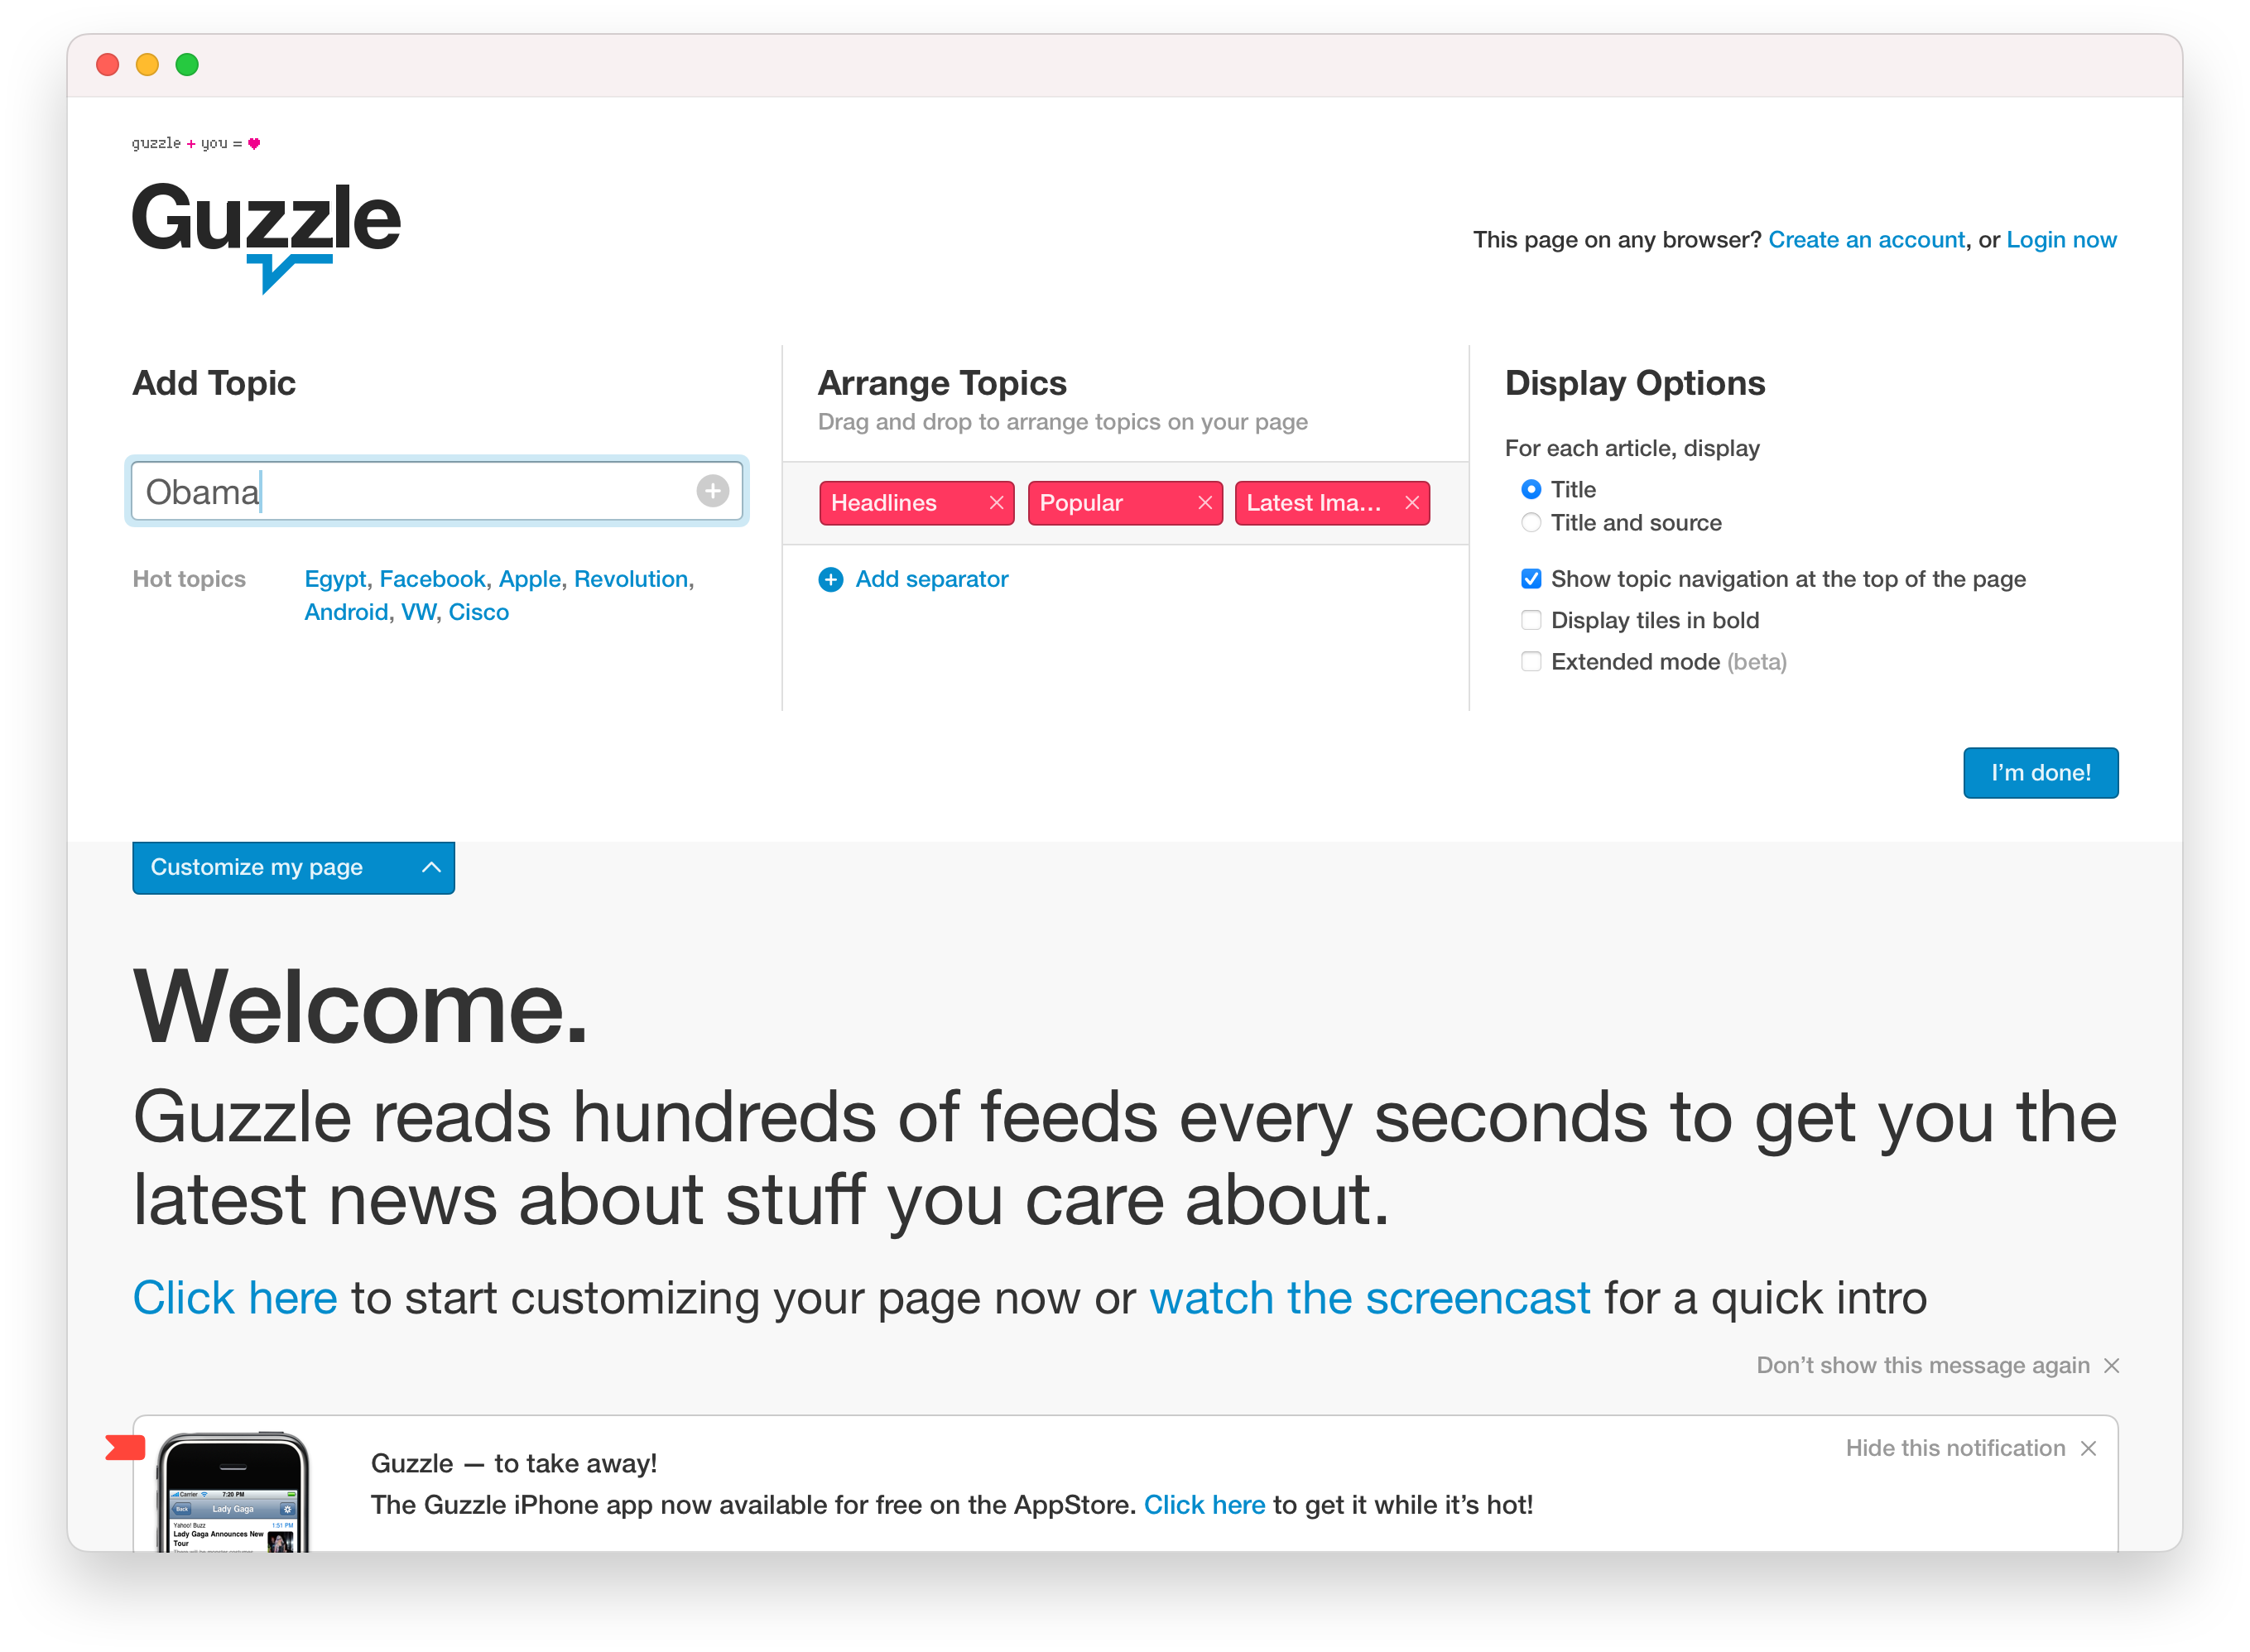 guzzle + you =
Guzzle
This page on any browser? Create an account, or Login now
Add Topic
Obama
Hot topics
Egypt, Facebook, Apple, Revolution,
Android, VW, Cisco
Arrange Topics
Drag and drop to arrange topics on your page
Headlines
Popular
Latest Ima...
Add separator
Display Options
For each article, display
Title
Title and source
Show topic navigation at the top of the page
Display tiles in bold
Extended mode (beta)
I'm done!
Customize my page
Welcome.
Guzzle reads hundreds of feeds every seconds to get you the
latest news about stuff you care about.
Click here to start customizing your page now or watch the screencast for a quick intro
Don't show this message again
Hide this notification
Guzzle — to take away!
The Guzzle iPhone app now available for free on the AppStore. Click here to get it while it's hot!
Carrier 7:20 PM
Back Lady Gaga
Yahoo! Buzz 1:51 PM
Lady Gaga Announces New
Tour